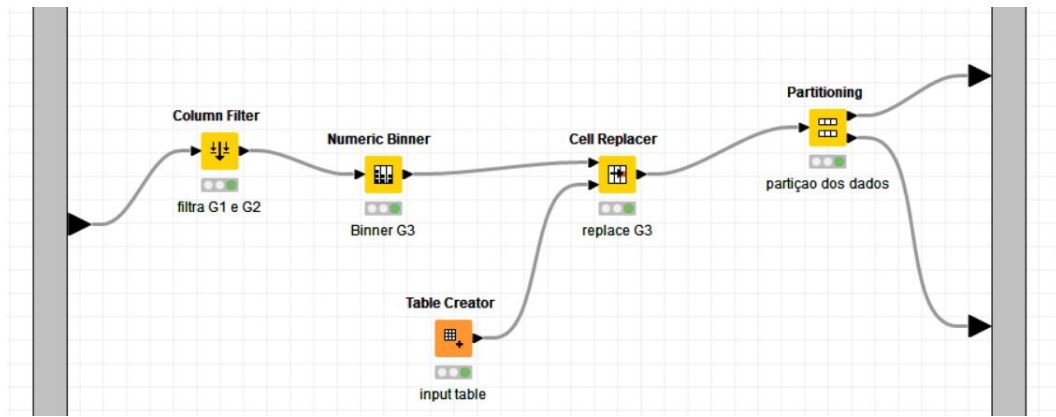 Column Filter
filtra G1 e G2
Numeric Binner
Binner G3
Cell Replacer
replace G3
Partitioning
partiçao dos dados
Table Creator
input table